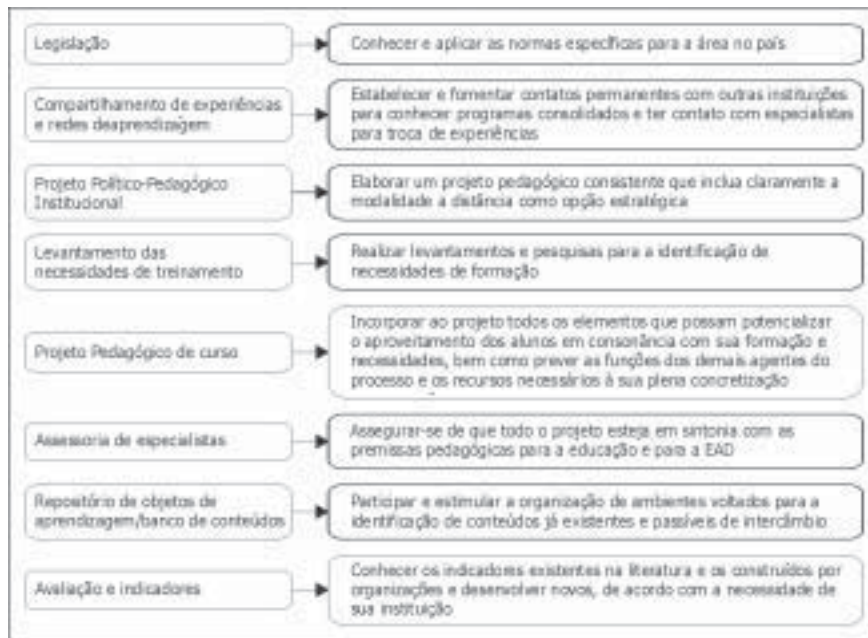 Legislação
Conhecer e aplicar as normas específicas para a área no país
Compartilhamento de experiências
e redes deaprendizagem
Estabelecer e fomentar contatos permanentes com outras instituições
para conhecer programas consolidados e ter contato com especialistas
para troca de experiências
Projeto Político-Pedagógico
Institucional
Elaborar um projeto pedagógico consistente que inclua claramente a
modalidade a distância como opção estratégica
Levantamento das
necessidades de treinamento
Realizar levantamentos e pesquisas para a identificação de
necessidades de formação
Projeto Pedagógico de curso
Incorporar ao projeto todos os elementos que possam potencializar
o aproveitamento dos alunos em consonância com sua formação e
necessidades, bem como prever as funções dos demais agentes do
processo e os recursos necessários à sua plena concretização
Assessoria de especialistas
Assegurar-se de que todo o projeto esteja em sintonia com as
premissas pedagógicas para a educação e para a EAD
Repositório de objetos de
aprendizagem/banco de conteúdos
Participar e estimular a organização de ambientes voltados para a
identificação de conteúdos já existentes e passíveis de intercâmbio
Avaliação e indicadores
Conhecer os indicadores existentes na literatura e os construídos por
organizações e desenvolver novos, de acordo com a necessidade de
sua instituição